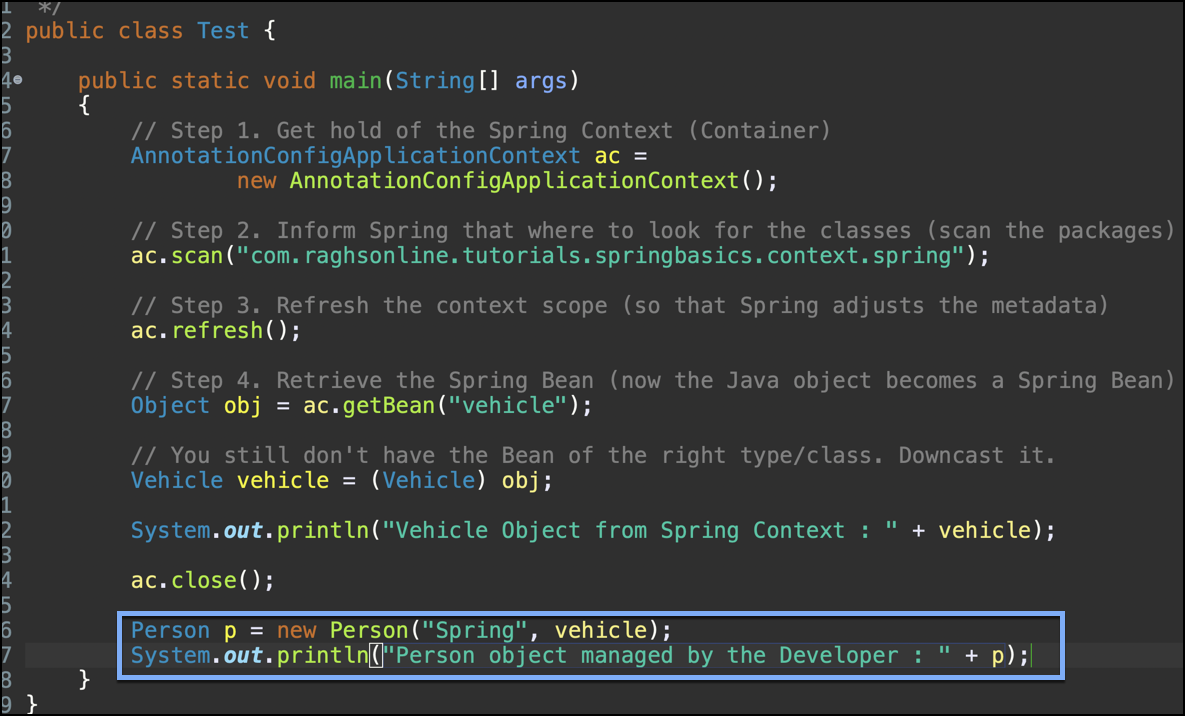 1 */
2 public class Test {
3
4 public static void main(String[] args)
5 {
6 // Step 1. Get hold of the Spring Context (Container)
7 AnnotationConfigApplicationContext ac =
8 new AnnotationConfigApplicationContext();
9
0 // Step 2. Inform Spring that where to look for the classes (scan the packages)
1 ac.scan("com.raghsonline.tutorials.springbasics.context.spring");
2
3 // Step 3. Refresh the context scope (so that Spring adjusts the metadata)
4 ac.refresh();
5
6 // Step 4. Retrieve the Spring Bean (now the Java object becomes a Spring Bean)
7 Object obj = ac.getBean("vehicle");
8
9 // You still don't have the Bean of the right type/class. Downcast it.
0 Vehicle vehicle = (Vehicle) obj;
1
2 System.out.println("Vehicle Object from Spring Context : " + vehicle);
3
4 ac.close();
5
6 Person p = new Person("Spring", vehicle);
7 System.out.println("Person object managed by the Developer : " + p);
8 }
9 }